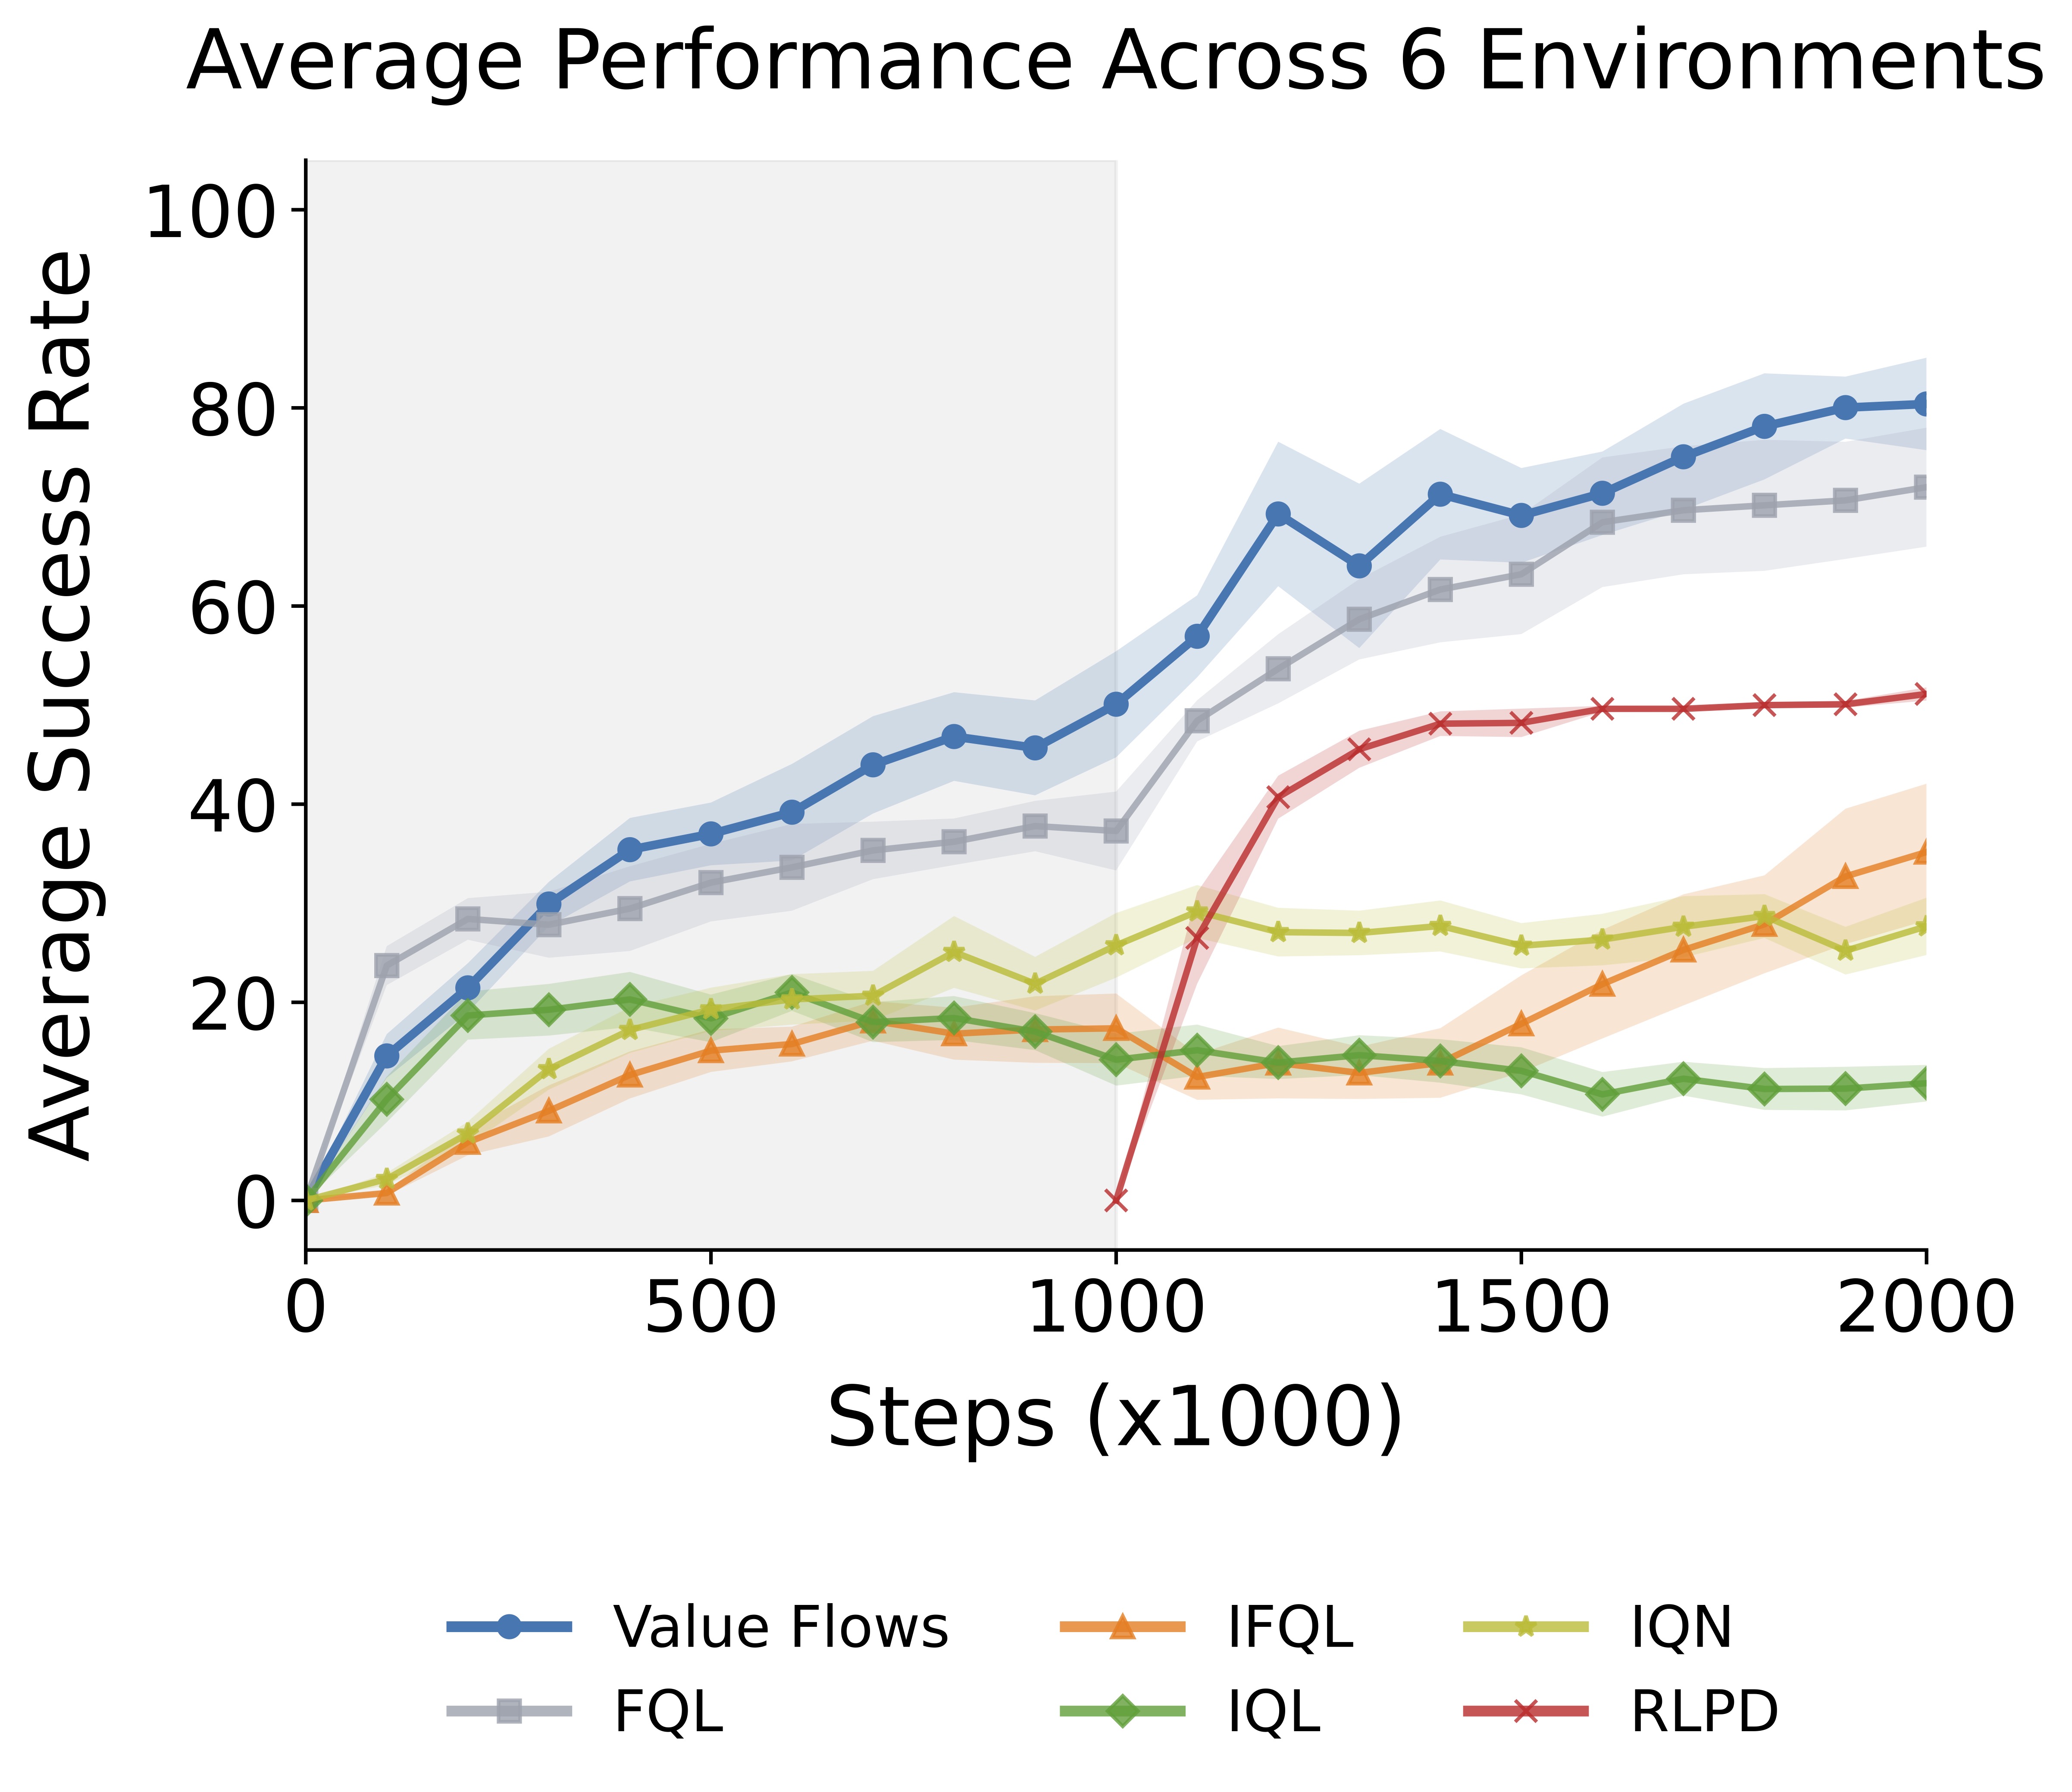 Average Performance Across 6 Environments
Average Success Rate
100
80
60
40
20
0
0 500 1000 1500 2000
Steps (x1000)
Value Flows IFQL IQN
FQL IQL RLPD